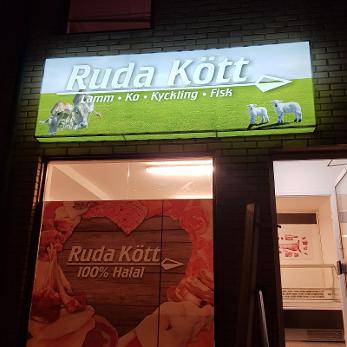 Ruda Kött
Lamm • Ko • Kyckling • Fisk
Ruda Kött
100% Halal